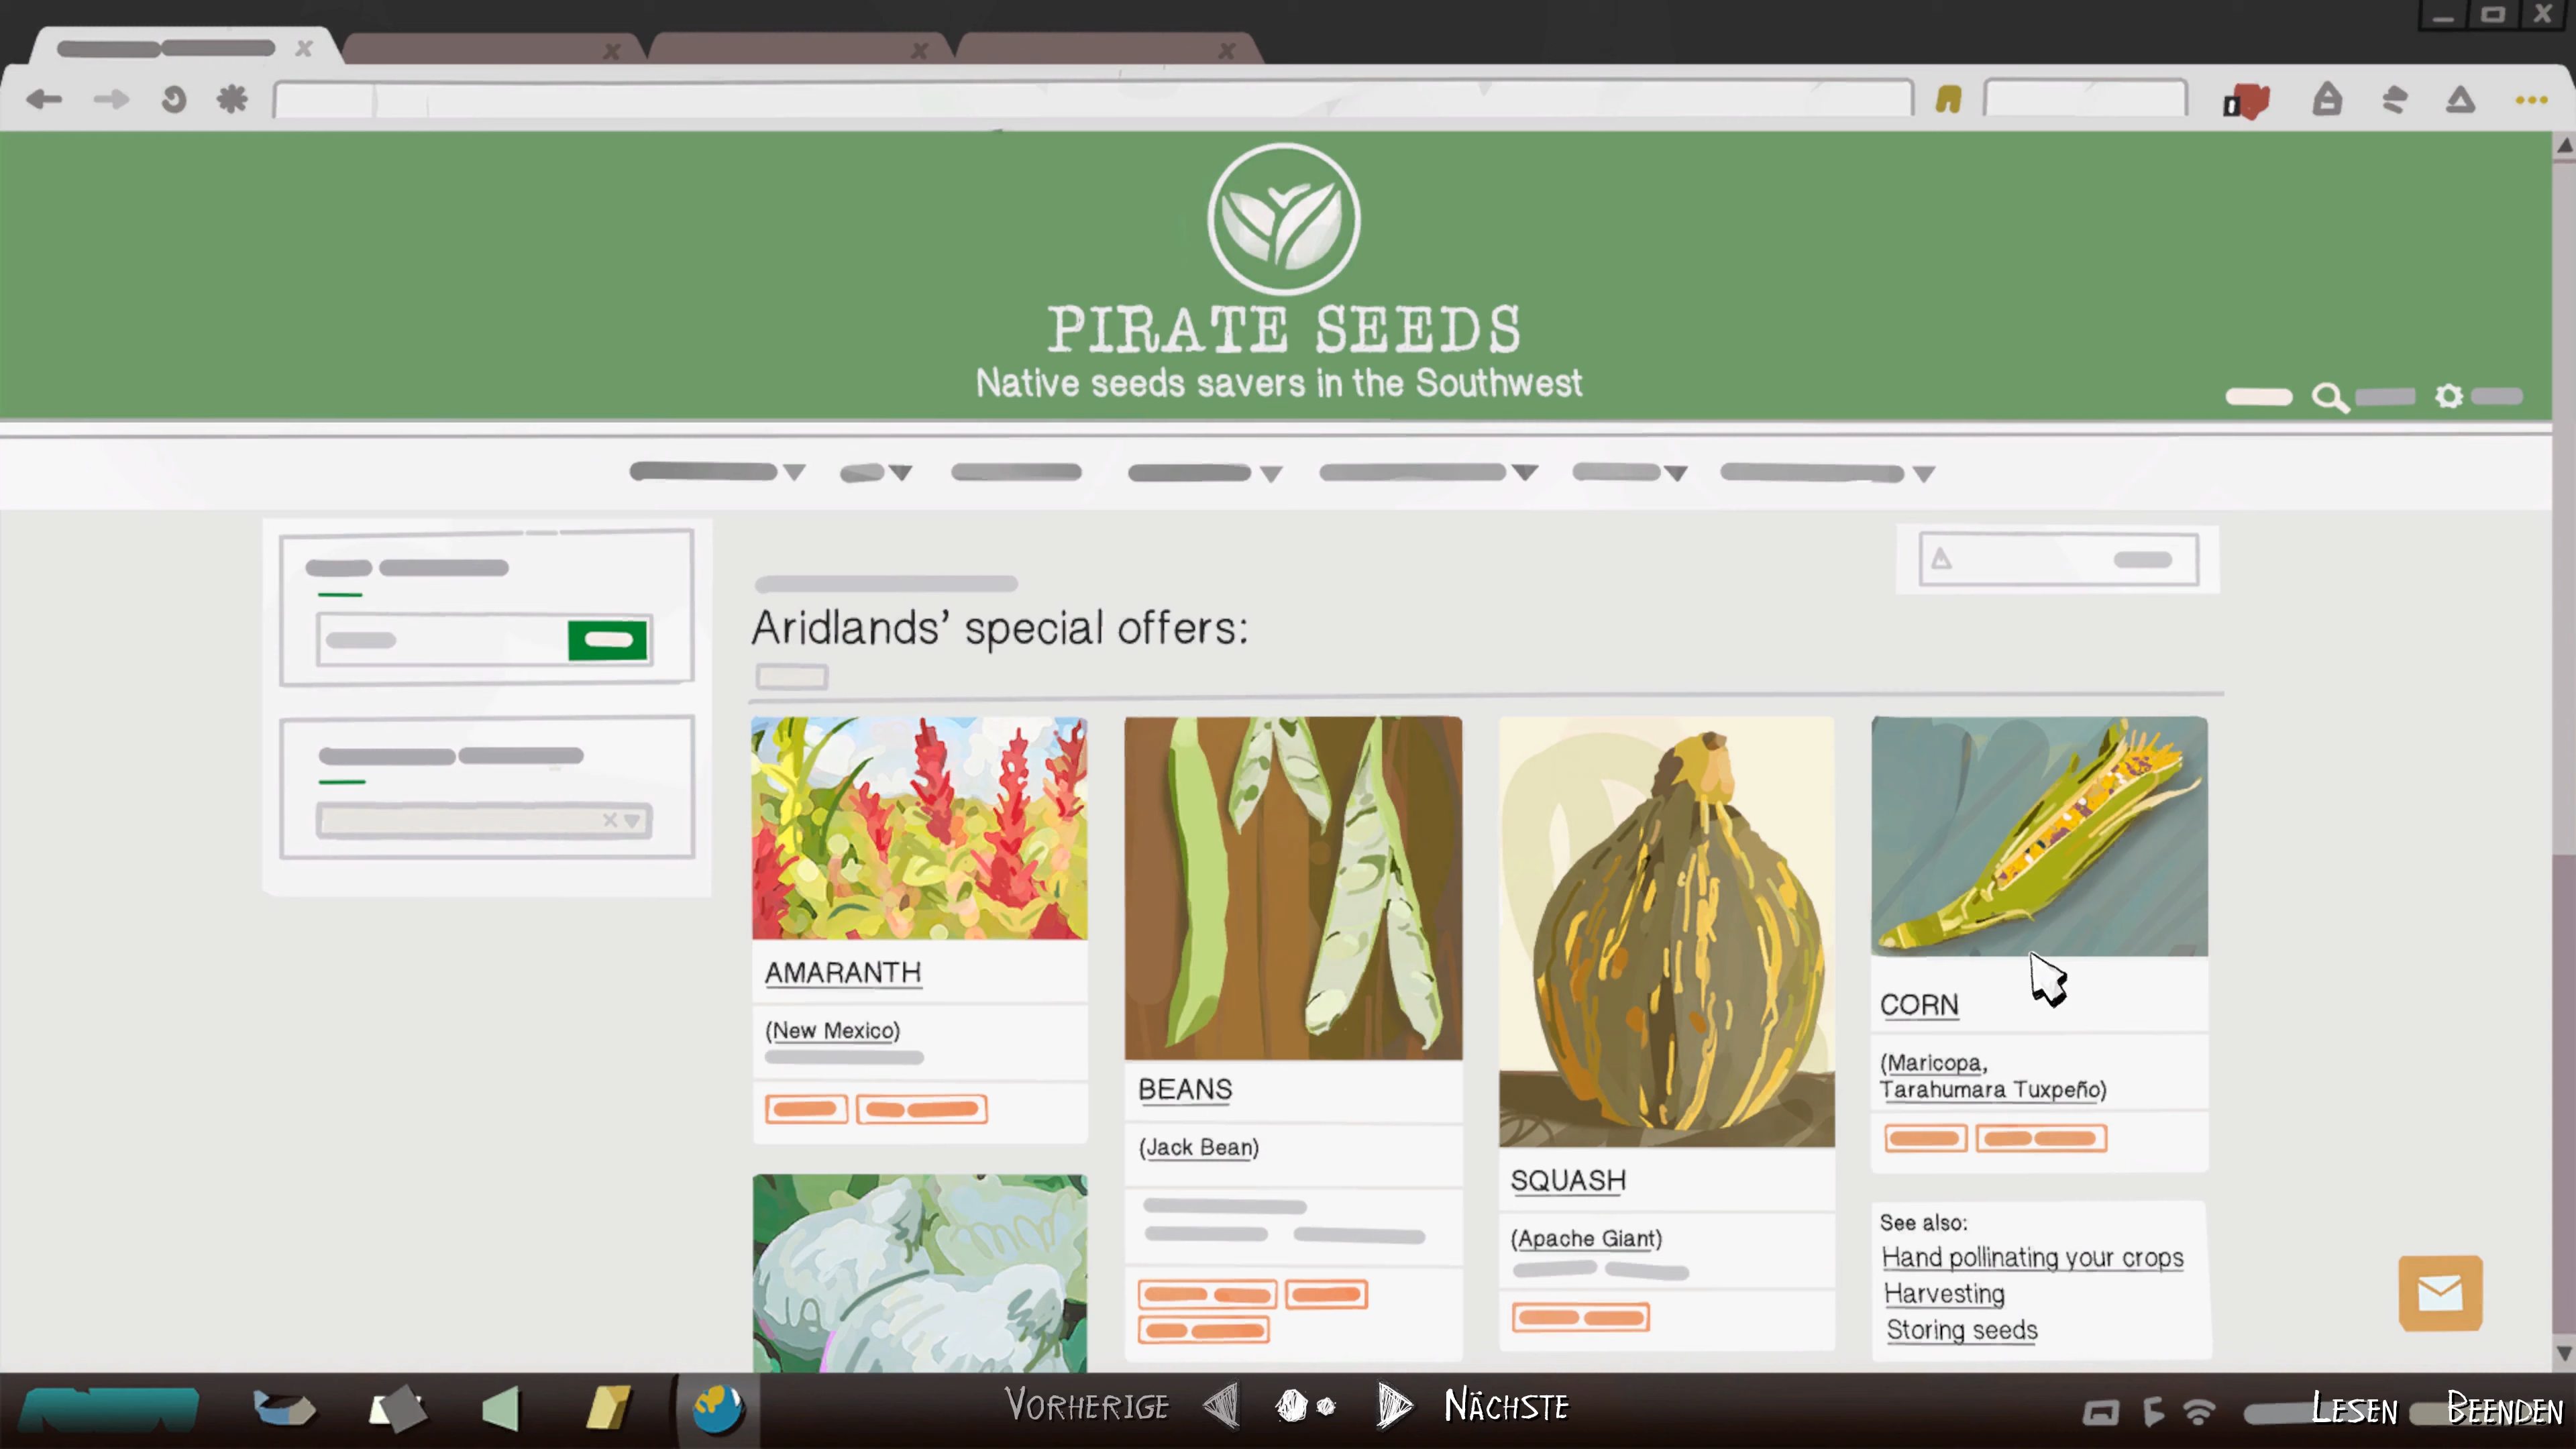 PIRATE SEEDS
Native seeds savers in the Southwest
Aridlands' special offers:
AMARANTH
(New Mexico)
BEANS
(Jack Bean)
SQUASH
(Apache Giant)
CORN
(Maricopa,
Tarahumara Tuxpeño)
See also:
Hand pollinating your crops
Harvesting
Storing seeds
VORHERIGE
NÄCHSTE
LESEN
BEENDEN